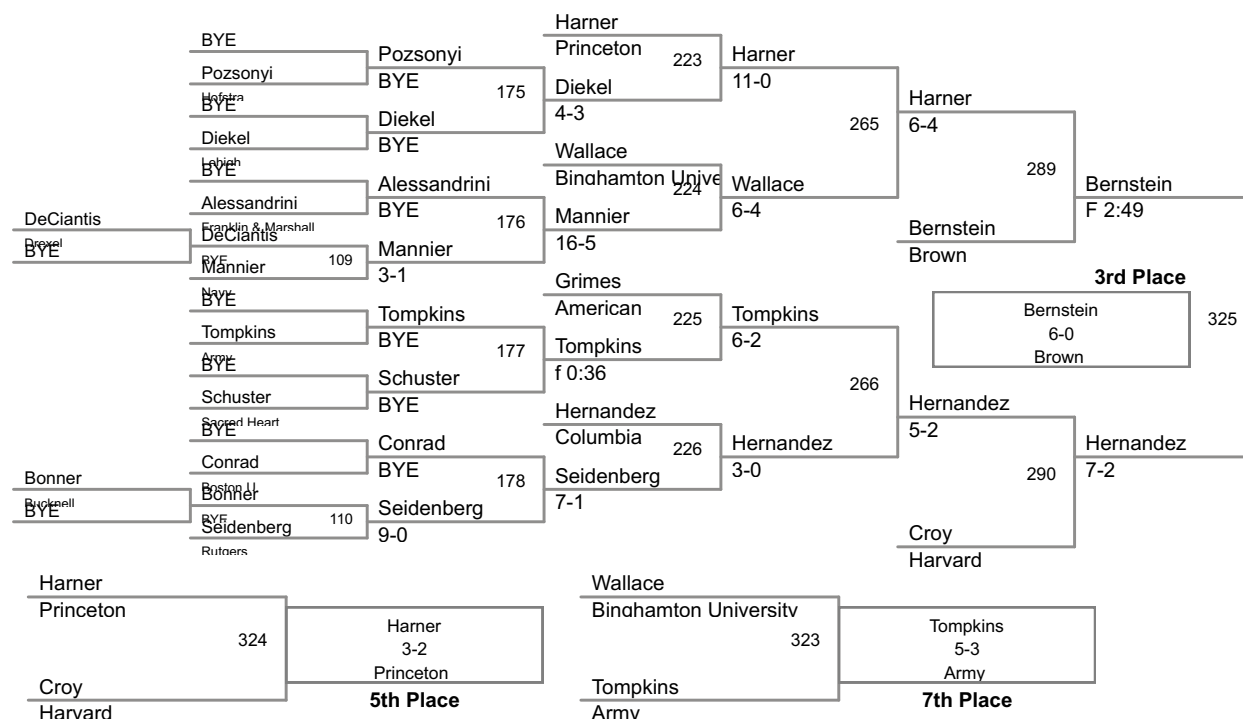 BYE
Pozsonyi
Hofstra
BYE
Diekel
Lehigh
BYE
Alessandrini
Franklin & Marshall
DeCiantis
Drexel
BYE
DeCiantis
BYE
109
Mannier
Navy
BYE
Tompkins
Army
BYE
Schuster
Sacred Heart
BYE
Conrad
Boston U
Bonner
Bucknell
BYE
Bonner
BYE
110
Seidenberg
Rutgers
Pozsonyi
BYE
175
Diekel
BYE
Alessandrini
BYE
176
Mannier
3-1
Tompkins
BYE
177
Schuster
BYE
Conrad
BYE
178
Seidenberg
9-0
Harner
Princeton
223
Diekel
4-3
Wallace
Binghamton Unive
224
Mannier
16-5
Grimes
American
225
Tompkins
f 0:36
Hernandez
Columbia
226
Seidenberg
7-1
Harner
11-0
265
Wallace
6-4
Tompkins
6-2
266
Hernandez
3-0
Harner
6-4
289
Bernstein
Brown
Hernandez
5-2
290
Croy
Harvard
Bernstein
F 2:49
Hernandez
7-2
3rd Place
Bernstein
6-0
Brown
325
Harner
Princeton
324
Croy
Harvard
Harner
3-2
Princeton
5th Place
Wallace
Binghamton University
323
Tompkins
Army
Tompkins
5-3
Army
7th Place